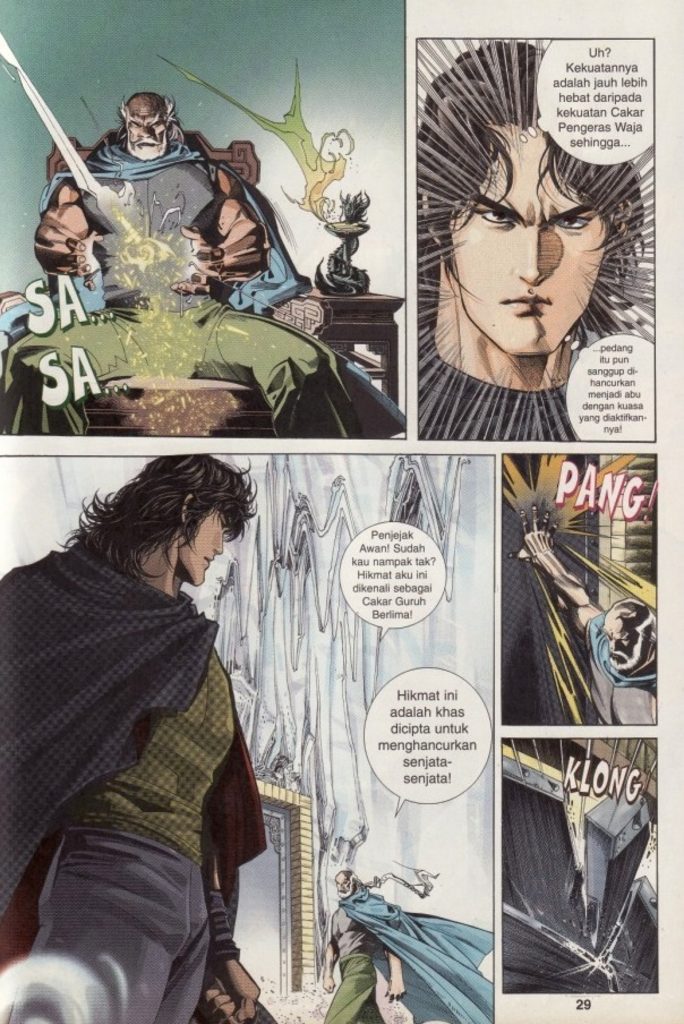 SA...
SA...
Uh?
Kekuatannya
adalah jauh lebih
hebat daripada
kekuatan Cakar
Pengeras Waja
sehingga...
...pedang
itu pun
sanggup di-
hancurkan
menjadi abu
dengan kuasa
yang diaktifkan-
nya!
Penjejak
Awan! Sudah
kau nampak tak?
Hikmat aku ini
dikenali sebagai
Cakar Guruh
Berlima!
Hikmat ini
adalah khas
dicipta untuk
menghancurkan
senjata-
senjata!
PANG!
KLONG
29